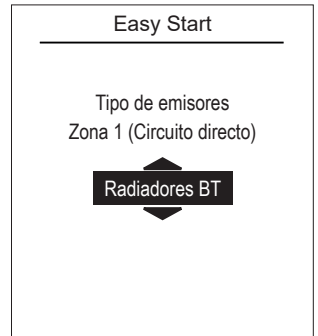 Easy Start
Tipo de emisores
Zona 1 (Circuito directo)
Radiadores BT